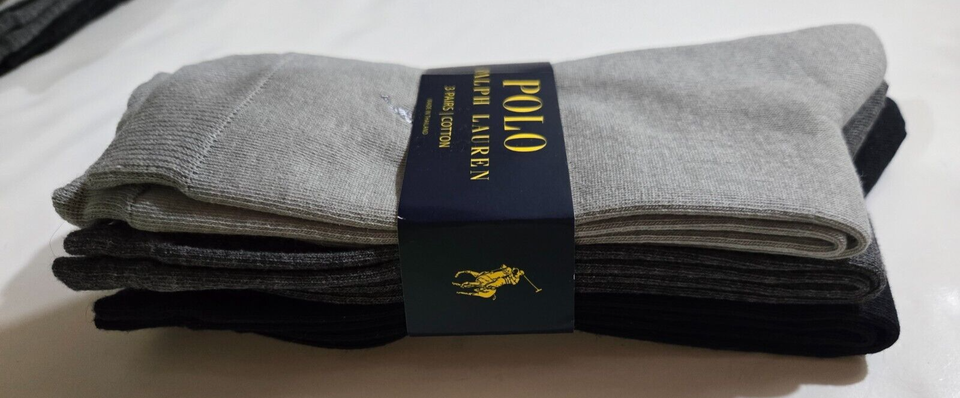 POLO
RALPH LAUREN
3 PAIRS | COTTON
MADE IN THAILAND